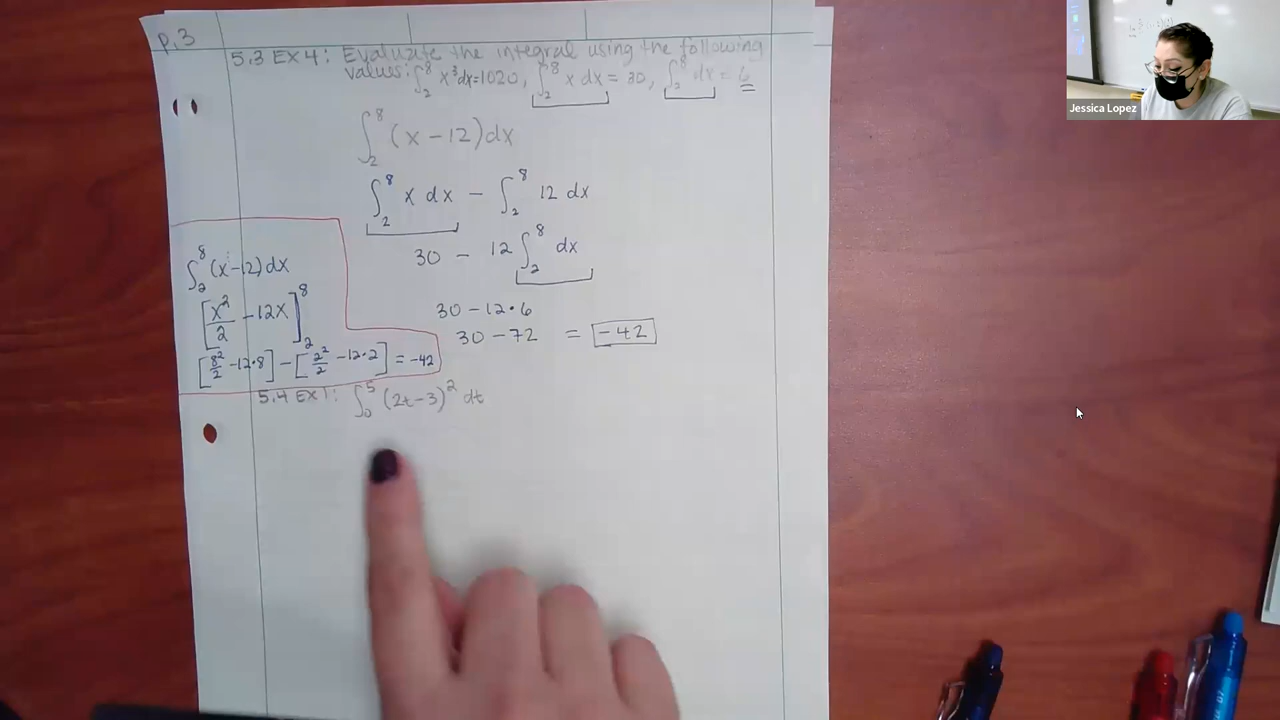 p.3
5.3 EX 4: Evaluate the integral using the following
values: ∫₂⁸ x³dx=1020, ∫₂⁸ x dx = 30, ∫₂⁸ dx = 6
∫₂⁸ (x-12)dx
∫₂⁸ x dx - ∫₂⁸ 12 dx
30 - 12 ∫₂⁸ dx
30-12•6
30-72 = -42
∫₂⁸ (x-12)dx
[x²/2 -12x]₂⁸
[8²/2 -12•8] - [2²/2 -12•2] = -42
5.4 EX 1: ∫₀⁵ (2t-3)² dt
Jessica Lopez